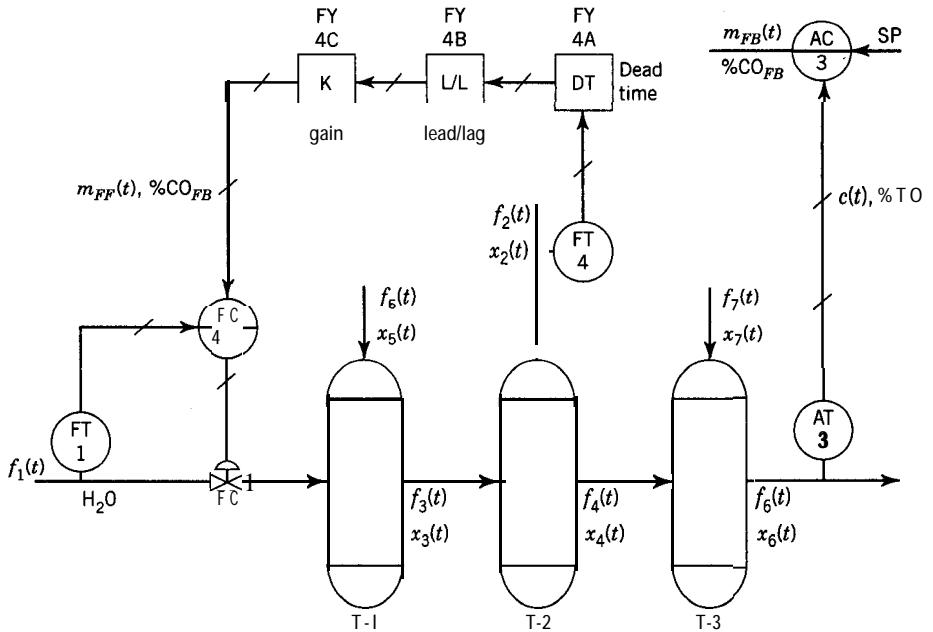 FY
4C
FY
4B
FY
4A
K
L/L
DT
Dead
time
gain
lead/lag
m_FB(t)
%CO_FB
AC
3
SP
m_FF(t), %CO_FB
f_2(t)
x_2(t)
FT
4
c(t), %TO
FC
4
f_6(t)
x_5(t)
f_7(t)
x_7(t)
FT
1
AT
3
f_1(t)
H_2O
FC
1
f_3(t)
x_3(t)
f_4(t)
x_4(t)
f_6(t)
x_6(t)
T-1
T-2
T-3